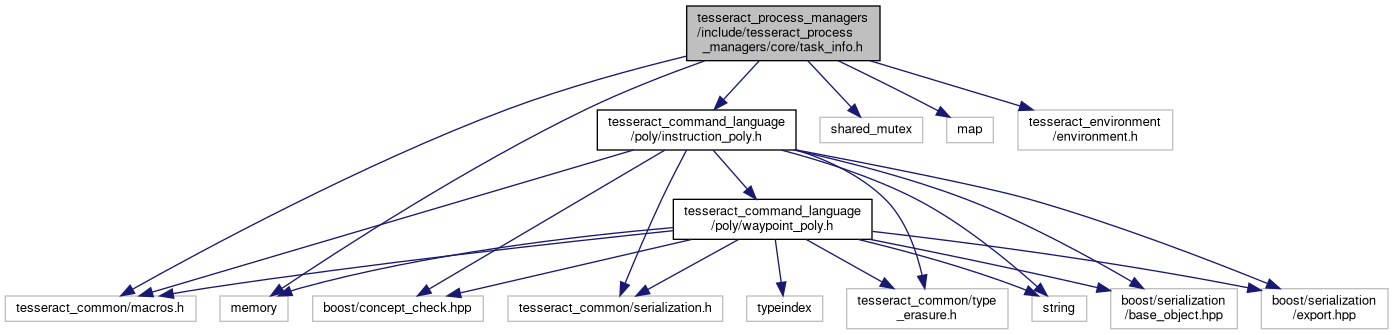 tesseract_process_managers
/include/tesseract_process
_managers/core/task_info.h
tesseract_command_language
/poly/instruction_poly.h
shared_mutex
map
tesseract_environment
/environment.h
tesseract_command_language
/poly/waypoint_poly.h
tesseract_common/macros.h
memory
boost/concept_check.hpp
tesseract_common/serialization.h
typeindex
tesseract_common/type
_erasure.h
string
boost/serialization
/base_object.hpp
boost/serialization
/export.hpp